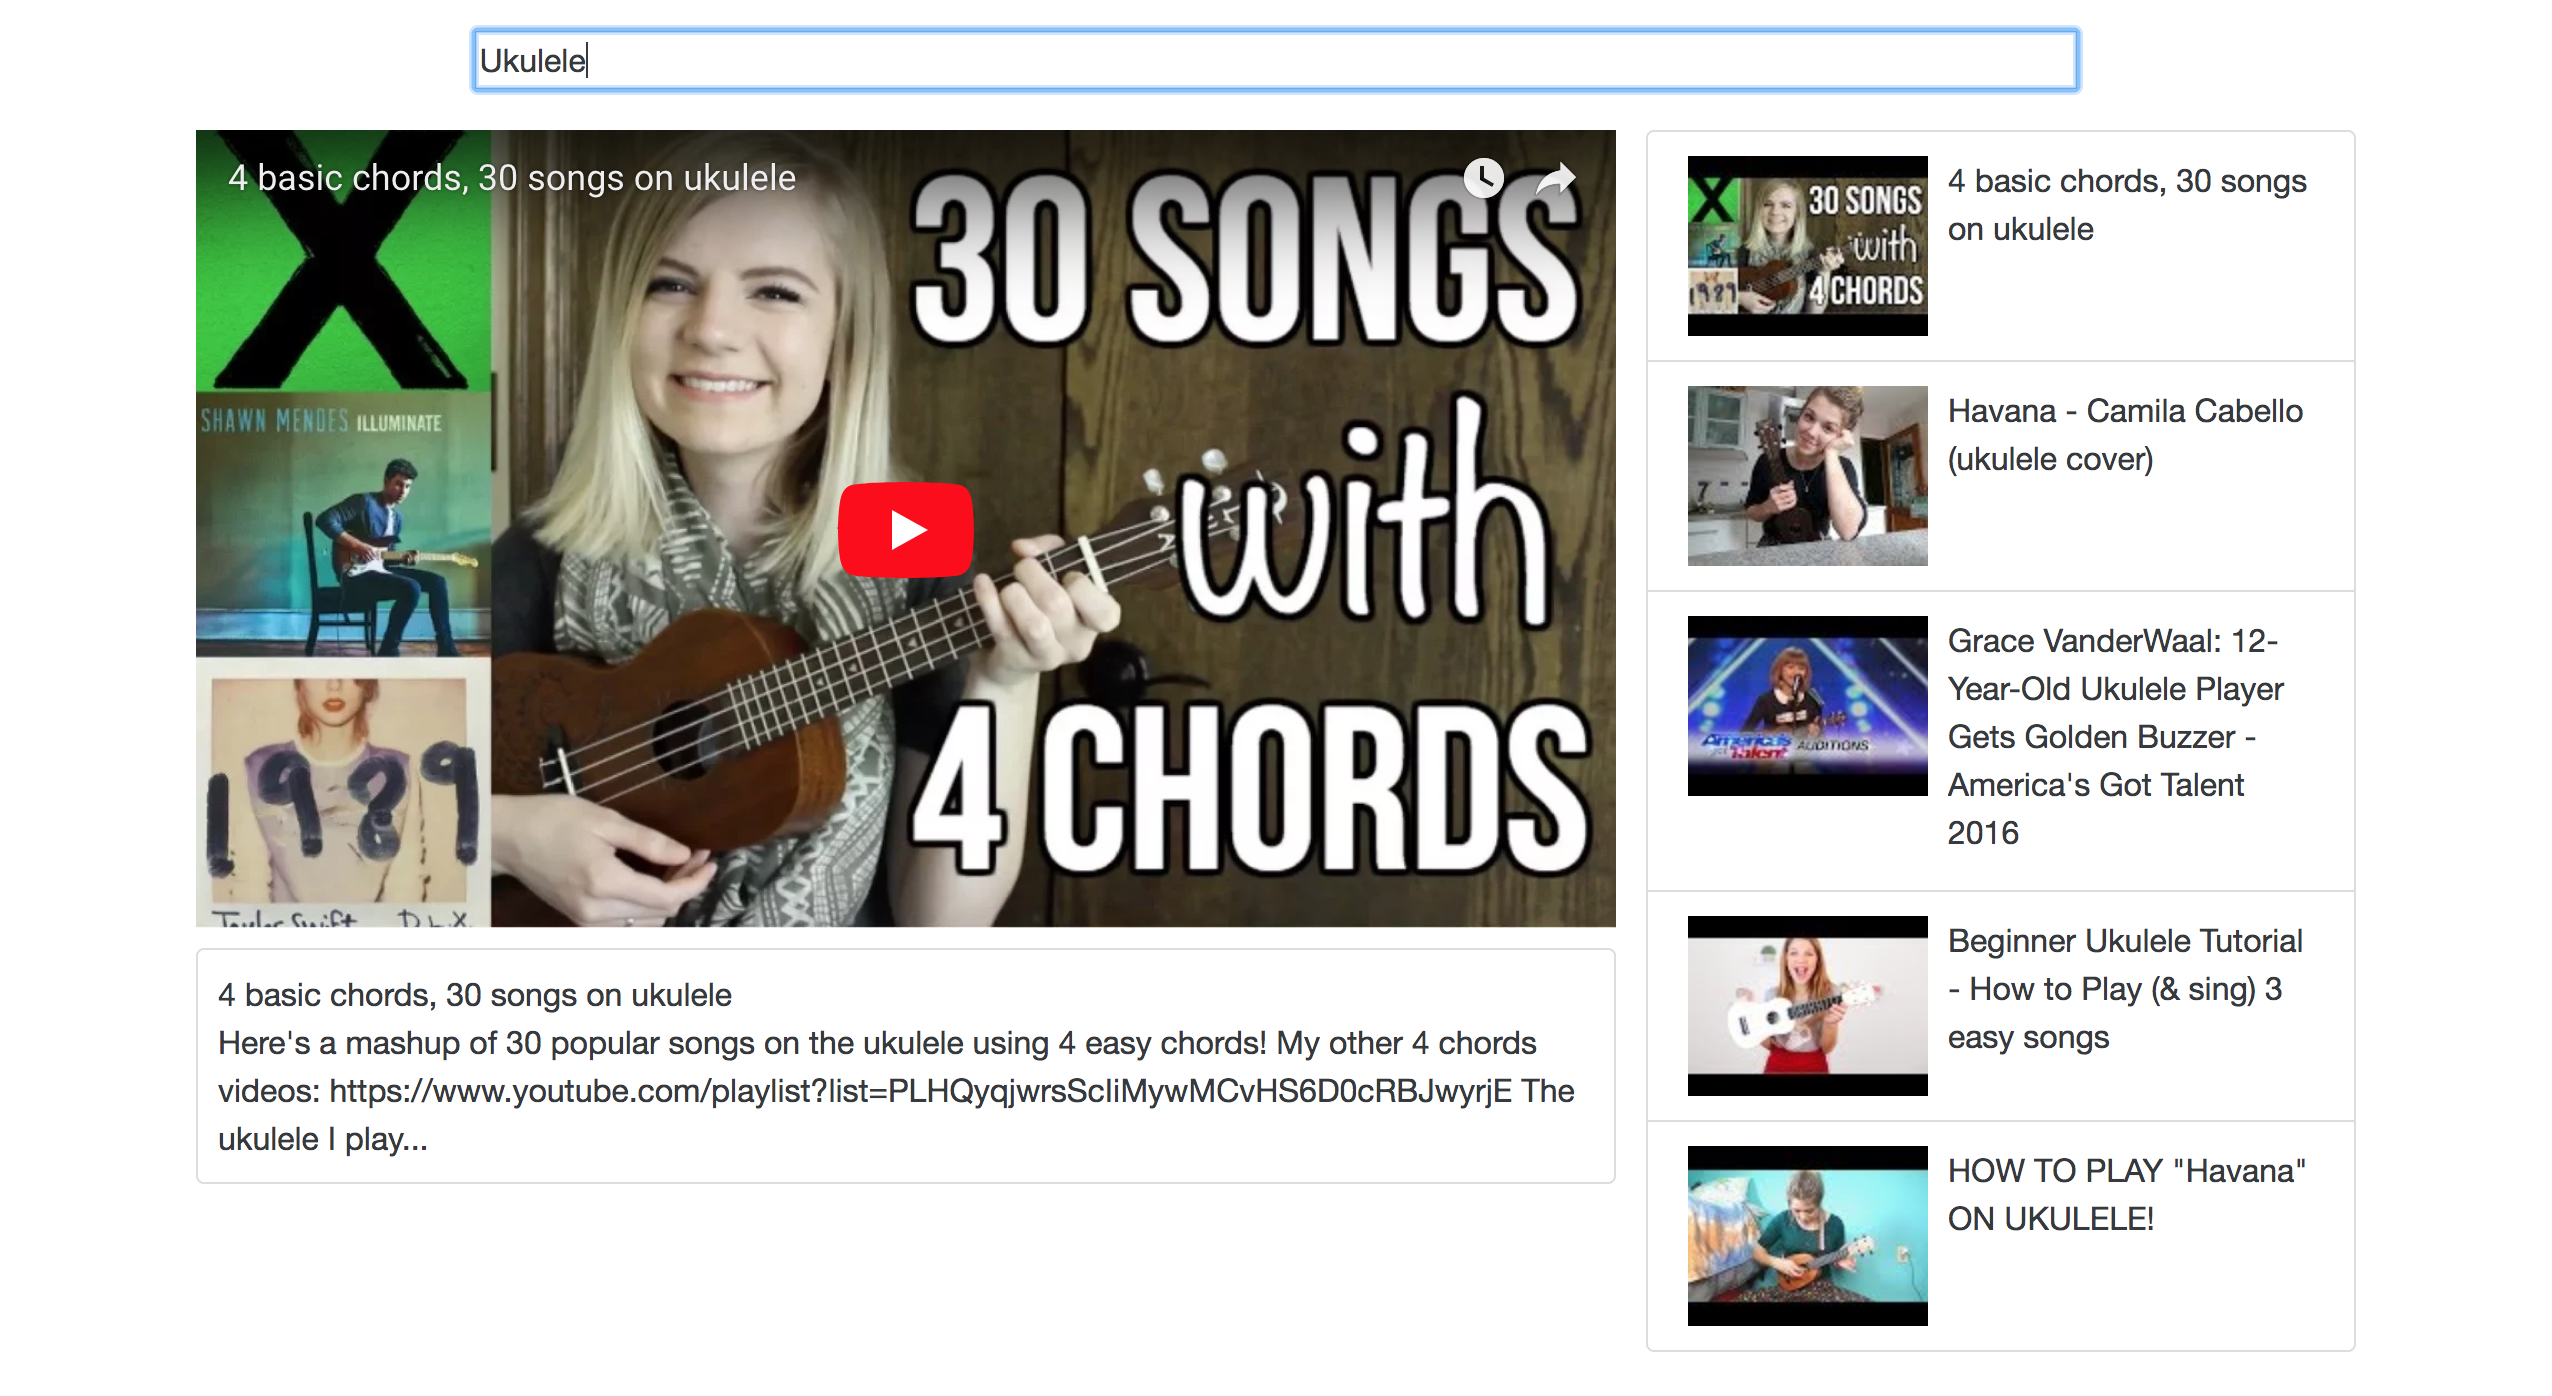 Ukulele
4 basic chords, 30 songs on ukulele
30 SONGS
with
4 CHORDS
X
SHAWN MENDES ILLUMINATE
1989
Taylor Swift
4 basic chords, 30 songs on ukulele
Here's a mashup of 30 popular songs on the ukulele using 4 easy chords! My other 4 chords
videos: https://www.youtube.com/playlist?list=PLHQyqjwrsScliMywMCvHS6D0cRBJwyrjE The
ukulele I play...
X
30 SONGS
with
4 CHORDS
1989
4 basic chords, 30 songs
on ukulele
Havana - Camila Cabello
(ukulele cover)
America's
Talent AUDITIONS
Grace VanderWaal: 12-
Year-Old Ukulele Player
Gets Golden Buzzer -
America's Got Talent
2016
Beginner Ukulele Tutorial
- How to Play (& sing) 3
easy songs
HOW TO PLAY "Havana"
ON UKULELE!